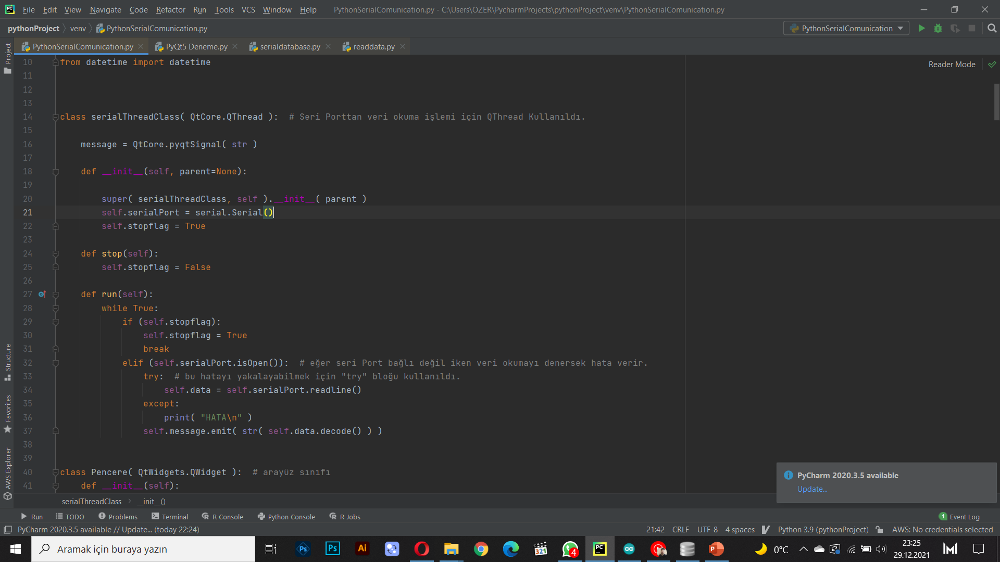 File Edit View Navigate Code Refactor Run Tools VCS Window Help PythonSerialComunication.py - C:\Users\ÖZER\PycharmProjects\pythonProject\venv\PythonSerialComunication.py
pythonProject venv PythonSerialComunication.py PythonSerialComunication
PythonSerialComunication.py PyQt5 Deneme.py serialdatabase.py readdata.py
Project
Structure
Favorites
AWS Explorer
Reader Mode
10 from datetime import datetime
11
12
13
14 class serialThreadClass( QtCore.QThread ):  # Seri Porttan veri okuma işlemi için QThread Kullanıldı.
15
16     message = QtCore.pyqtSignal( str )
17
18     def __init__(self, parent=None):
19
20         super( serialThreadClass, self ).__init__( parent )
21         self.serialPort = serial.Serial()
22         self.stopflag = True
23
24     def stop(self):
25         self.stopflag = False
26
27     def run(self):
28         while True:
29             if (self.stopflag):
30                 self.stopflag = True
31                 break
32             elif (self.serialPort.isOpen()):  # eğer seri Port bağlı değil iken veri okumayı denersek hata verir.
33                 try:  # bu hatayı yakalayabilmek için "try" bloğu kullanıldı.
34                     self.data = self.serialPort.readline()
35                 except:
36                     print( "HATA\n" )
37                 self.message.emit( str( self.data.decode() ) )
38
39
40 class Pencere( QtWidgets.QWidget ):  # arayüz sınıfı
41     def __init__(self):
PyCharm 2020.3.5 available
Update...
serialThreadClass __init__()
Run TODO Problems Terminal R Console Python Console R Jobs 1 Event Log
PyCharm 2020.3.5 available // Update... (today 22:24) 21:42 CRLF UTF-8 4 spaces Python 3.9 (pythonProject) AWS: No credentials selected
Aramak için buraya yazın Ps Ps Ai 321 4 PC P 0°C 23:25
29.12.2021